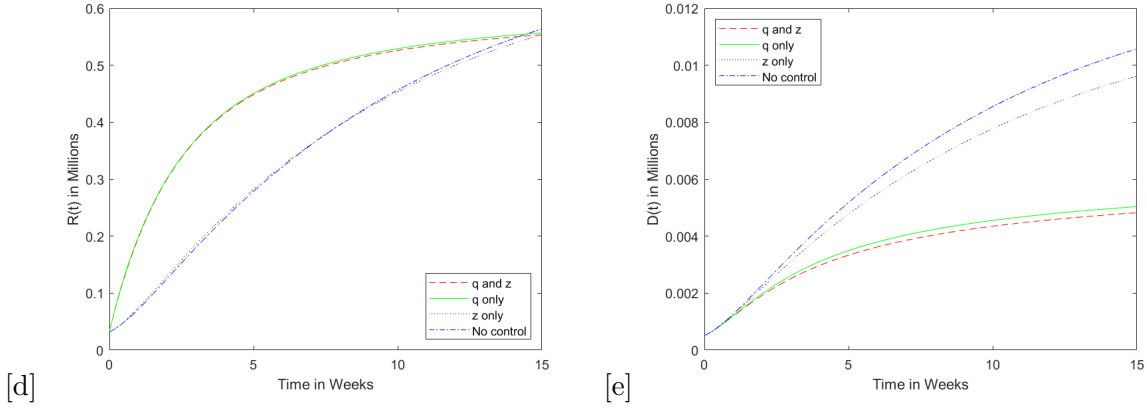 0.6
0.5
0.4
0.3
0.2
0.1
0
R(t) in Millions
0 5 10 15
Time in Weeks
q and z
q only
z only
No control
[d]
0.012
0.01
0.008
0.006
0.004
0.002
0
D(t) in Millions
0 5 10 15
Time in Weeks
q and z
q only
z only
No control
[e]